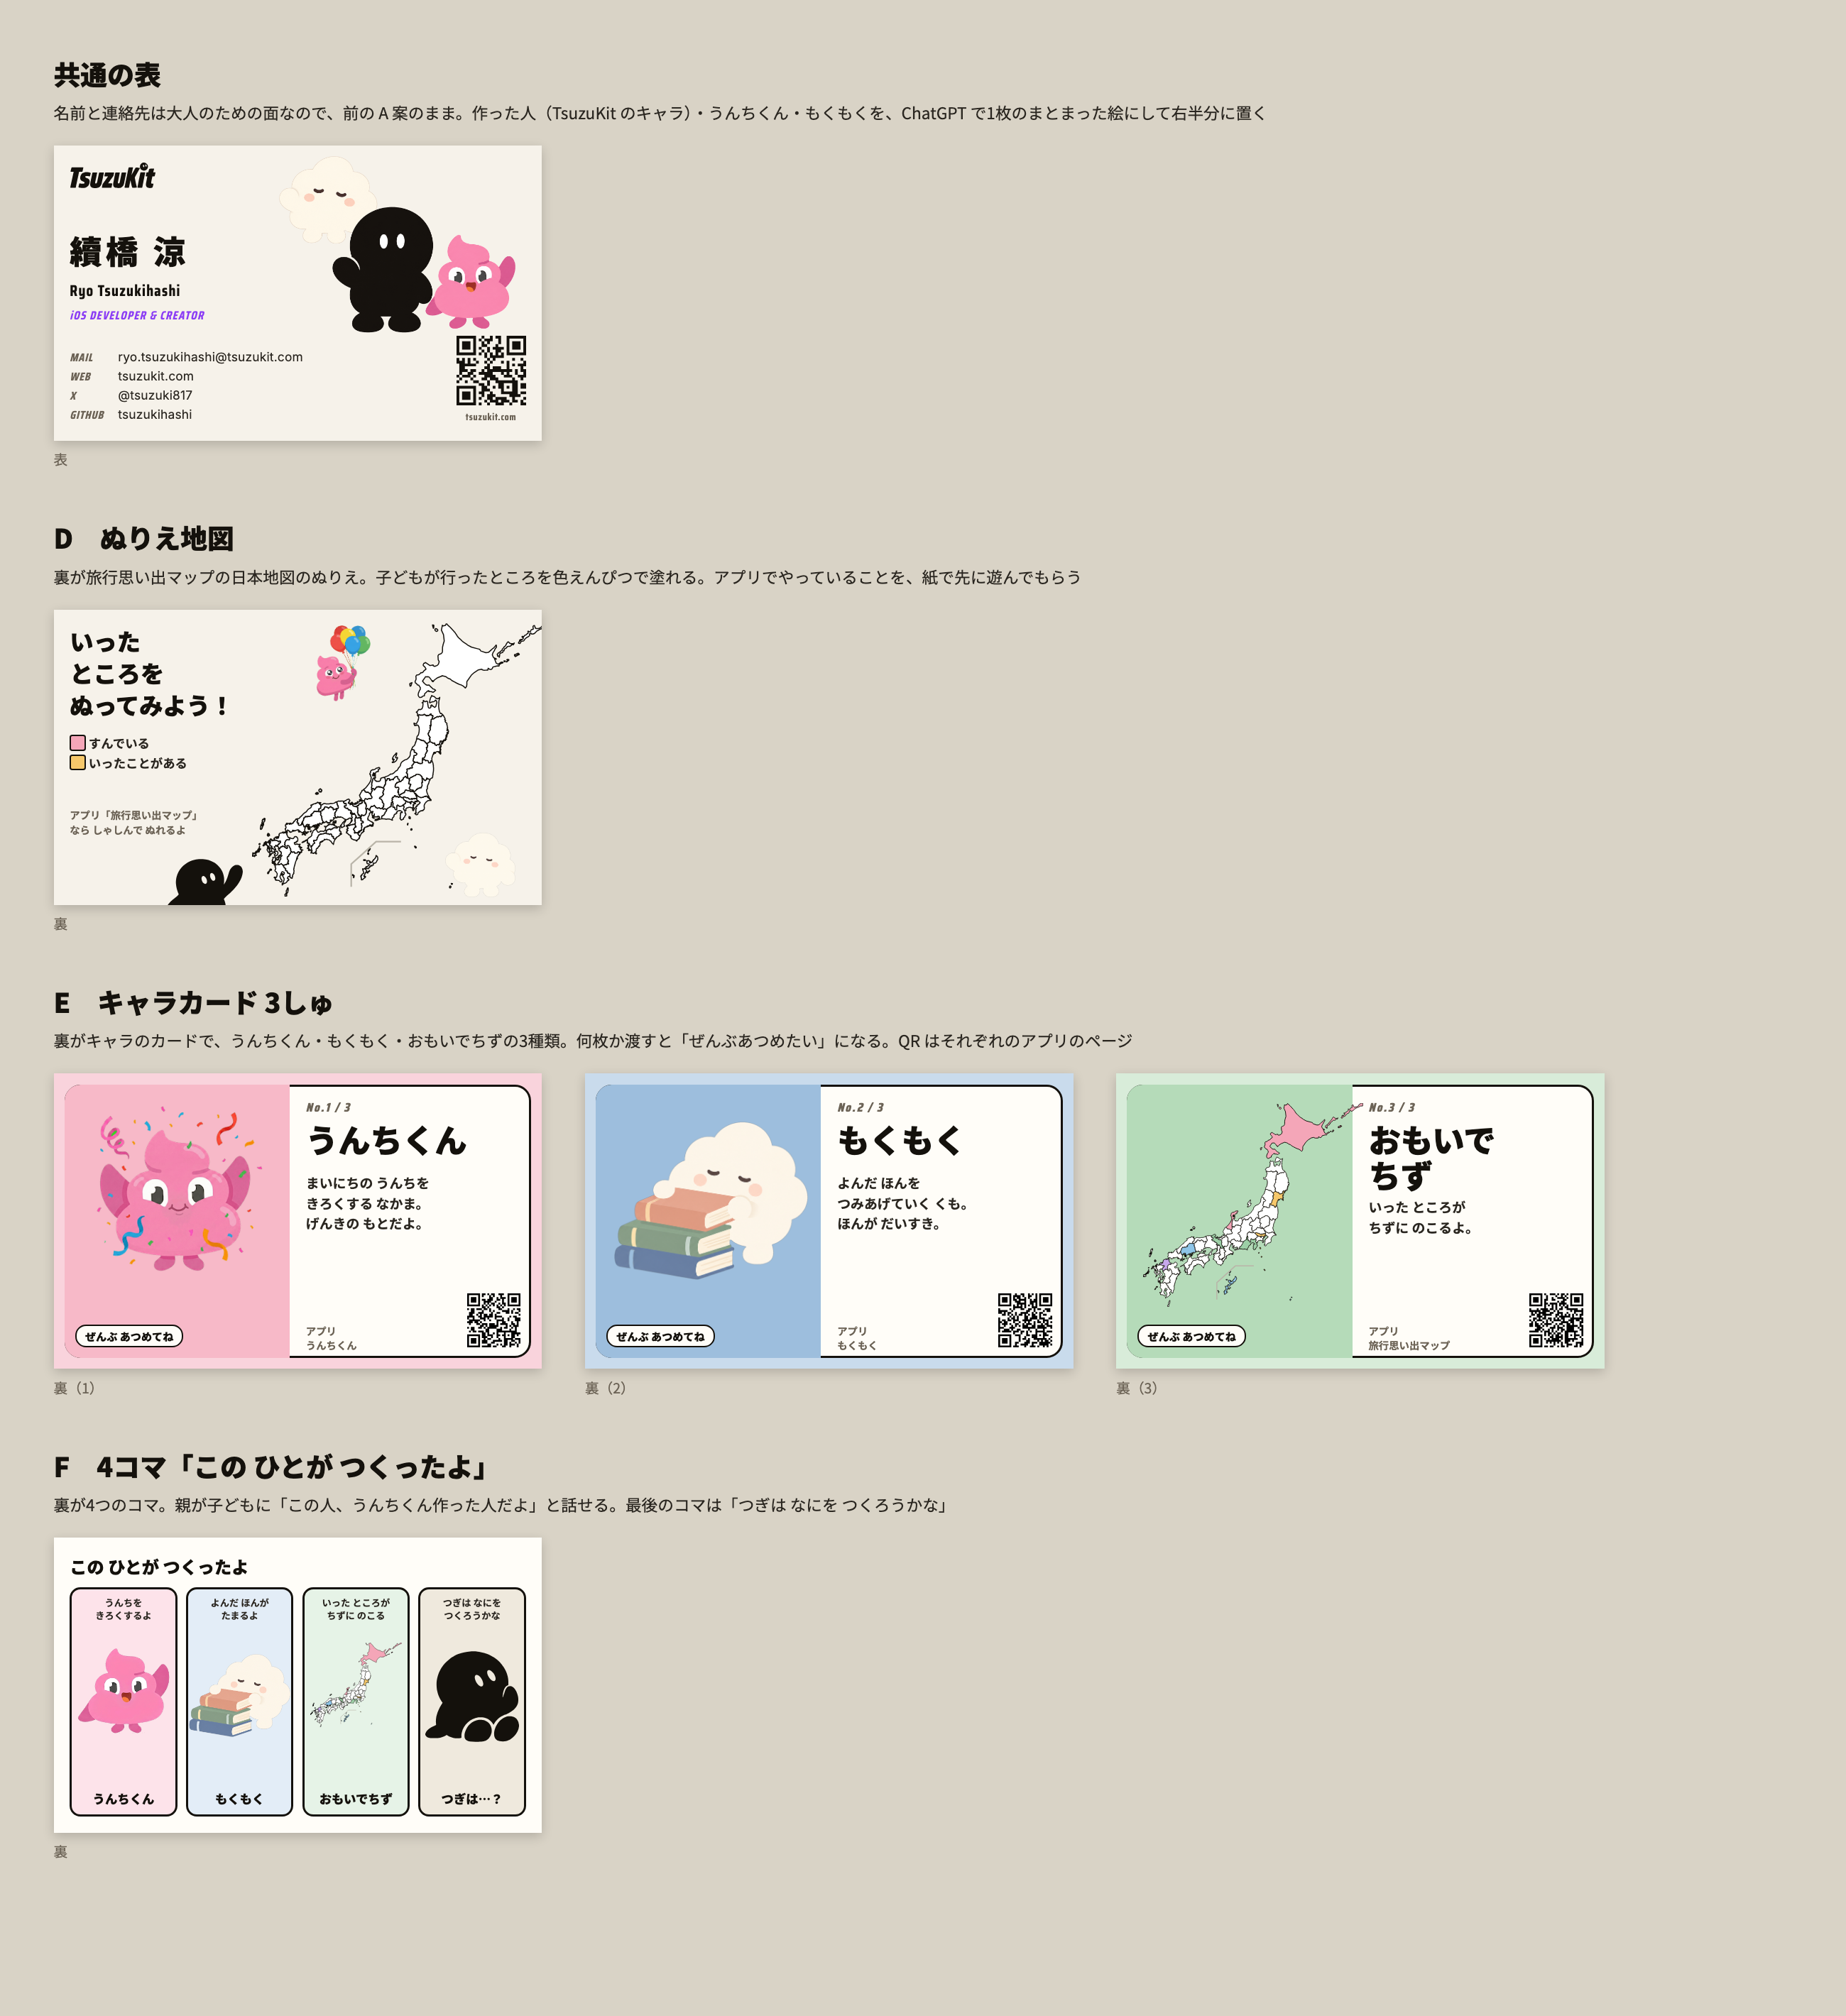 共通の表
名前と連絡先は大人のための面なので、前の A 案のまま。作った人（TsuzuKit のキャラ）・うんちくん・もくもくを、ChatGPT で1枚のまとまった絵にして右半分に置く
TsuzuKit
續橋 涼
Ryo Tsuzukihashi
iOS DEVELOPER & CREATOR
MAIL ryo.tsuzukihashi@tsuzukit.com
WEB tsuzukit.com
X @tsuzuki817
GITHUB tsuzukihashi
tsuzukit.com
表
D ぬりえ地図
裏が旅行思い出マップの日本地図のぬりえ。子どもが行ったところを色えんぴつで塗れる。アプリでやっていることを、紙で先に遊んでもらう
いった
ところを
ぬってみよう！
すんでいる
いったことがある
アプリ「旅行思い出マップ」
なら しゃしんで ぬれるよ
裏
E キャラカード 3しゅ
裏がキャラのカードで、うんちくん・もくもく・おもいでちずの3種類。何枚か渡すと「ぜんぶあつめたい」になる。QR はそれぞれのアプリのページ
No.1 / 3
うんちくん
まいにちの うんちを
きろくする なかま。
げんきの もとだよ。
ぜんぶ あつめてね
アプリ
うんちくん
裏（1）
No.2 / 3
もくもく
よんだ ほんを
つみあげていく くも。
ほんが だいすき。
ぜんぶ あつめてね
アプリ
もくもく
裏（2）
No.3 / 3
おもいで
ちず
いった ところが
ちずに のこるよ。
ぜんぶ あつめてね
アプリ
旅行思い出マップ
裏（3）
F 4コマ「この ひとが つくったよ」
裏が4つのコマ。親が子どもに「この人、うんちくん作った人だよ」と話せる。最後のコマは「つぎは なにを つくろうかな」
この ひとが つくったよ
うんちを
きろくするよ
うんちくん
よんだ ほんが
たまるよ
もくもく
いった ところが
ちずに のこる
おもいでちず
つぎは なにを
つくろうかな
つぎは…？
裏